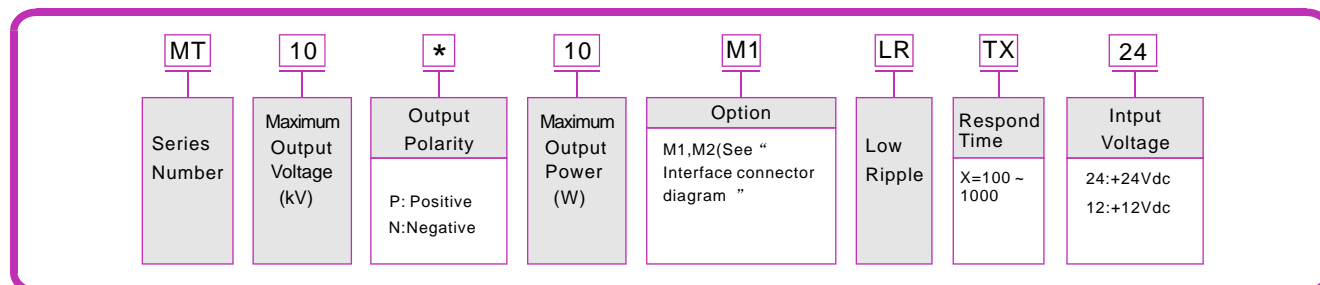 MT 10 * 10 M1 LR TX 24
Series
Number
Maximum
Output
Voltage
(kV)
Output
Polarity
P: Positive
N:Negative
Maximum
Output
Power
(W)
Option
M1,M2(See “
Interface connector
diagram ”
Low
Ripple
Respond
Time
X=100 ~
1000
Intput
Voltage
24:+24Vdc
12:+12Vdc